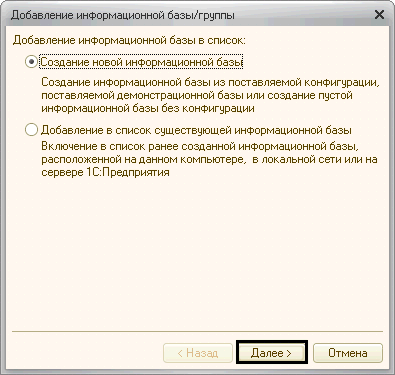 Добавление информационной базы/группы
Добавление информационной базы в список:
Создание новой информационной базы
Создание информационной базы из поставляемой конфигурации,
поставляемой демонстрационной базы или создание пустой
информационной базы без конфигурации
Добавление в список существующей информационной базы
Включение в список ранее созданной информационной базы,
расположенной на данном компьютере, в локальной сети или на
сервере 1С:Предприятия
< Назад Далее > Отмена